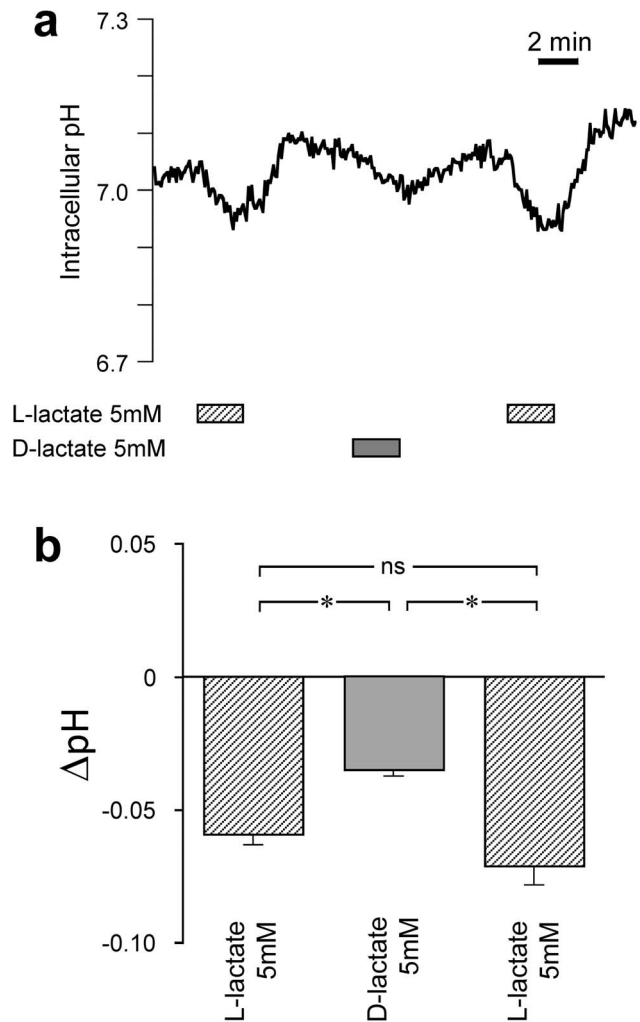 a
7.3
2 min
7.0
Intracellular pH
6.7
L-lactate 5mM
D-lactate 5mM
b
0.05
ns
* *
0
ΔpH
-0.05
-0.10
L-lactate
5mM
D-lactate
5mM
L-lactate
5mM